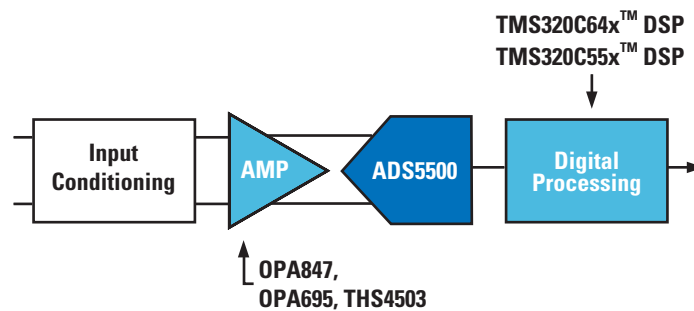 TMS320C64x™ DSP
TMS320C55x™ DSP
Input
Conditioning
AMP
ADS5500
Digital
Processing
OPA847,
OPA695, THS4503